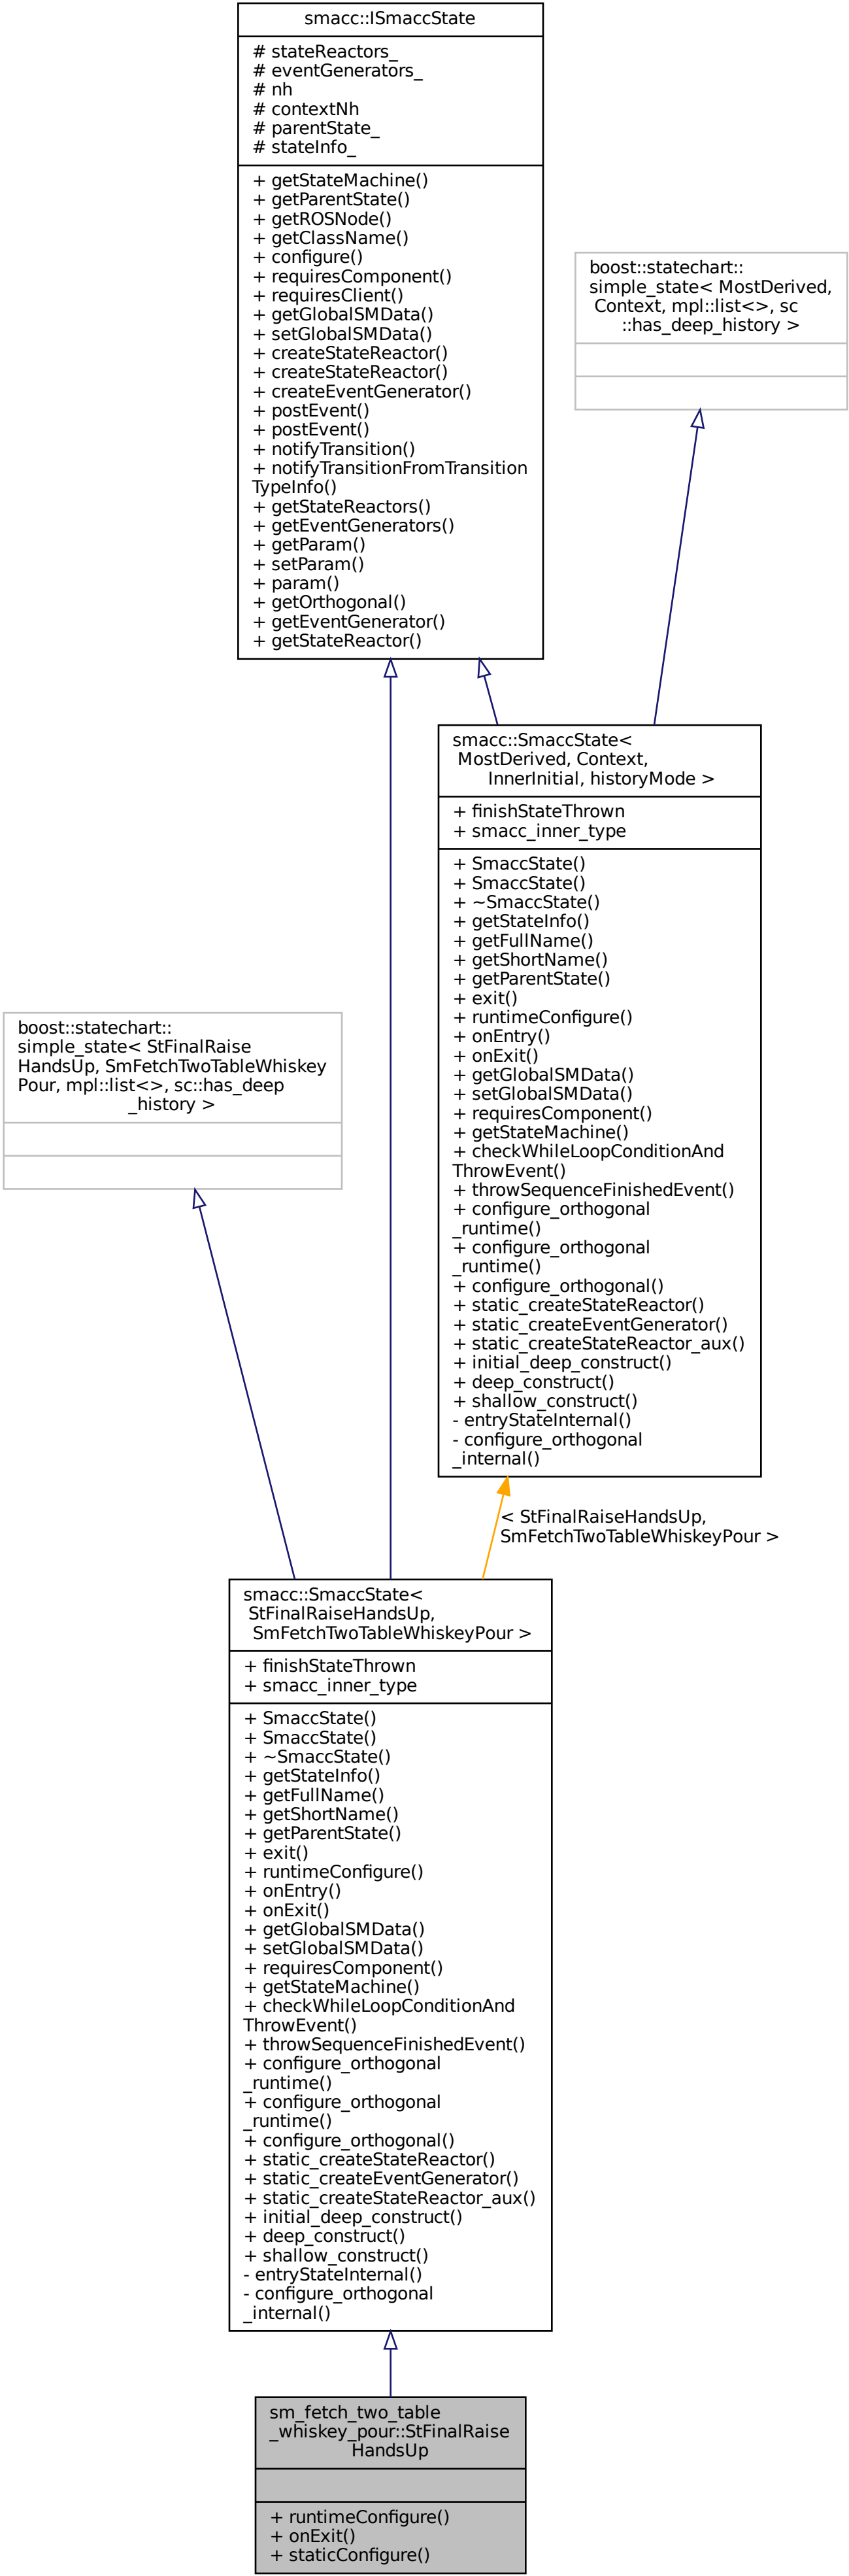 smacc::ISmaccState
# stateReactors_
# eventGenerators_
# nh
# contextNh
# parentState_
# stateInfo_
+ getStateMachine()
+ getParentState()
+ getROSNode()
+ getClassName()
+ configure()
+ requiresComponent()
+ requiresClient()
+ getGlobalSMData()
+ setGlobalSMData()
+ createStateReactor()
+ createStateReactor()
+ createEventGenerator()
+ postEvent()
+ postEvent()
+ notifyTransition()
+ notifyTransitionFromTransition
TypeInfo()
+ getStateReactors()
+ getEventGenerators()
+ getParam()
+ setParam()
+ param()
+ getOrthogonal()
+ getEventGenerator()
+ getStateReactor()
boost::statechart::
simple_state< MostDerived,
Context, mpl::list<>, sc
::has_deep_history >
smacc::SmaccState<
MostDerived, Context,
InnerInitial, historyMode >
+ finishStateThrown
+ smacc_inner_type
+ SmaccState()
+ SmaccState()
+ ~SmaccState()
+ getStateInfo()
+ getFullName()
+ getShortName()
+ getParentState()
+ exit()
+ runtimeConfigure()
+ onEntry()
+ onExit()
+ getGlobalSMData()
+ setGlobalSMData()
+ requiresComponent()
+ getStateMachine()
+ checkWhileLoopConditionAnd
ThrowEvent()
+ throwSequenceFinishedEvent()
+ configure_orthogonal
_runtime()
+ configure_orthogonal
_runtime()
+ configure_orthogonal()
+ static_createStateReactor()
+ static_createEventGenerator()
+ static_createStateReactor_aux()
+ initial_deep_construct()
+ deep_construct()
+ shallow_construct()
- entryStateInternal()
- configure_orthogonal
_internal()
boost::statechart::
simple_state< StFinalRaise
HandsUp, SmFetchTwoTableWhiskey
Pour, mpl::list<>, sc::has_deep
_history >
< StFinalRaiseHandsUp,
SmFetchTwoTableWhiskeyPour >
smacc::SmaccState<
StFinalRaiseHandsUp,
SmFetchTwoTableWhiskeyPour >
+ finishStateThrown
+ smacc_inner_type
+ SmaccState()
+ SmaccState()
+ ~SmaccState()
+ getStateInfo()
+ getFullName()
+ getShortName()
+ getParentState()
+ exit()
+ runtimeConfigure()
+ onEntry()
+ onExit()
+ getGlobalSMData()
+ setGlobalSMData()
+ requiresComponent()
+ getStateMachine()
+ checkWhileLoopConditionAnd
ThrowEvent()
+ throwSequenceFinishedEvent()
+ configure_orthogonal
_runtime()
+ configure_orthogonal
_runtime()
+ configure_orthogonal()
+ static_createStateReactor()
+ static_createEventGenerator()
+ static_createStateReactor_aux()
+ initial_deep_construct()
+ deep_construct()
+ shallow_construct()
- entryStateInternal()
- configure_orthogonal
_internal()
sm_fetch_two_table
_whiskey_pour::StFinalRaise
HandsUp
+ runtimeConfigure()
+ onExit()
+ staticConfigure()